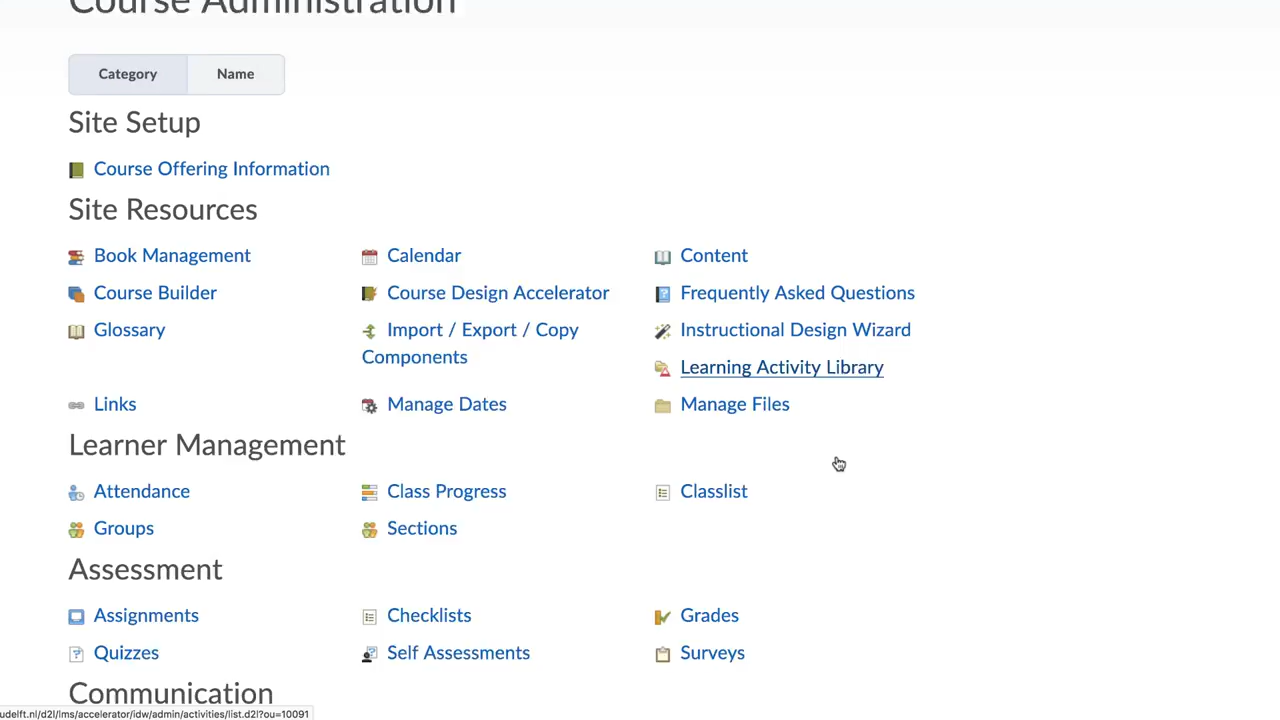 Course Administration
Category Name
Site Setup
Course Offering Information
Site Resources
Book Management Calendar Content
Course Builder Course Design Accelerator Frequently Asked Questions
Glossary Import / Export / Copy Components Instructional Design Wizard
Learning Activity Library
Links Manage Dates Manage Files
Learner Management
Attendance Class Progress Classlist
Groups Sections
Assessment
Assignments Checklists Grades
Quizzes Self Assessments Surveys
Communication
udelft.nl/d2l/lms/accelerator/idw/admin/activities/list.d2l?ou=10091